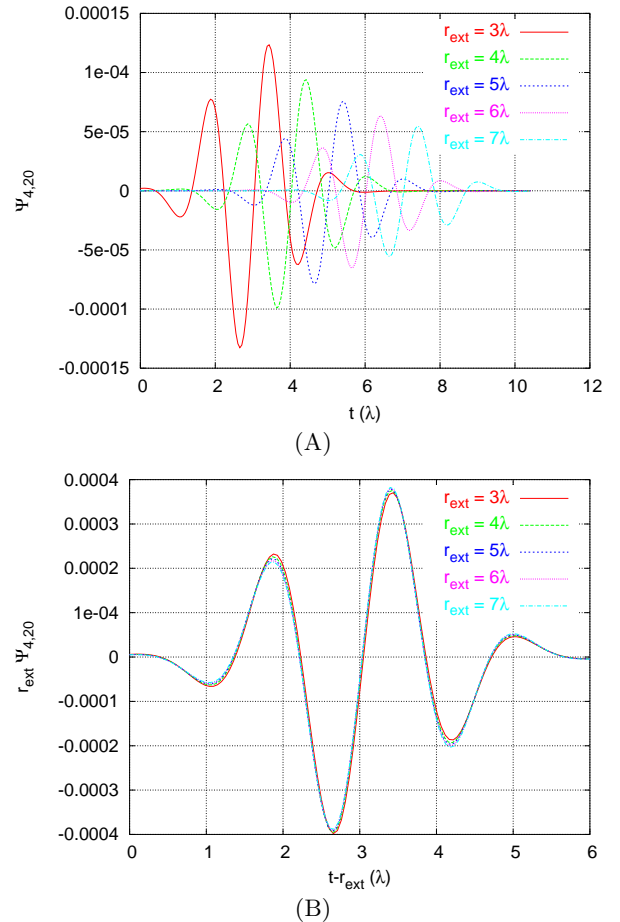 0.00015
1e-04
5e-05
0
-5e-05
-0.0001
-0.00015
Ψ4,20
r_ext = 3λ
r_ext = 4λ
r_ext = 5λ
r_ext = 6λ
r_ext = 7λ
0 2 4 6 8 10 12
t (λ)
(A)
0.0004
0.0003
0.0002
1e-04
0
-0.0001
-0.0002
-0.0003
-0.0004
r_ext Ψ4,20
r_ext = 3λ
r_ext = 4λ
r_ext = 5λ
r_ext = 6λ
r_ext = 7λ
0 1 2 3 4 5 6
t-r_ext (λ)
(B)